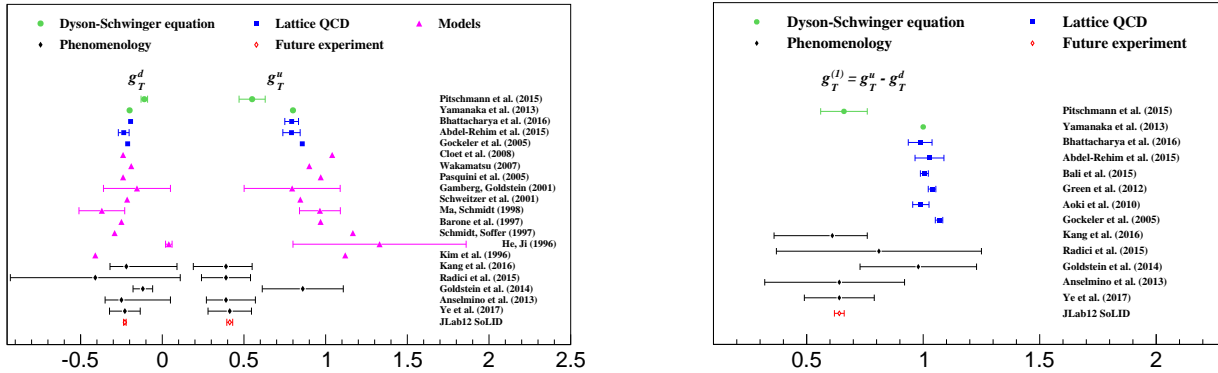 Dyson-Schwinger equation Lattice QCD Models
Phenomenology Future experiment
g_T^d g_T^u
Pitschmann et al. (2015)
Yamanaka et al. (2013)
Bhattacharya et al. (2016)
Abdel-Rehim et al. (2015)
Gockeler et al. (2005)
Cloet et al. (2008)
Wakamatsu (2007)
Pasquini et al. (2005)
Gamberg, Goldstein (2001)
Schweitzer et al. (2001)
Ma, Schmidt (1998)
Barone et al. (1997)
Schmidt, Soffer (1997)
He, Ji (1996)
Kim et al. (1996)
Kang et al. (2016)
Radici et al. (2015)
Goldstein et al. (2014)
Anselmino et al. (2013)
Ye et al. (2017)
JLab12 SoLID
-0.5 0 0.5 1 1.5 2 2.5
Dyson-Schwinger equation Lattice QCD
Phenomenology Future experiment
g_T^(I) = g_T^u - g_T^d
Pitschmann et al. (2015)
Yamanaka et al. (2013)
Bhattacharya et al. (2016)
Abdel-Rehim et al. (2015)
Bali et al. (2015)
Green et al. (2012)
Aoki et al. (2010)
Gockeler et al. (2005)
Kang et al. (2016)
Radici et al. (2015)
Goldstein et al. (2014)
Anselmino et al. (2013)
Ye et al. (2017)
JLab12 SoLID
0.5 1 1.5 2